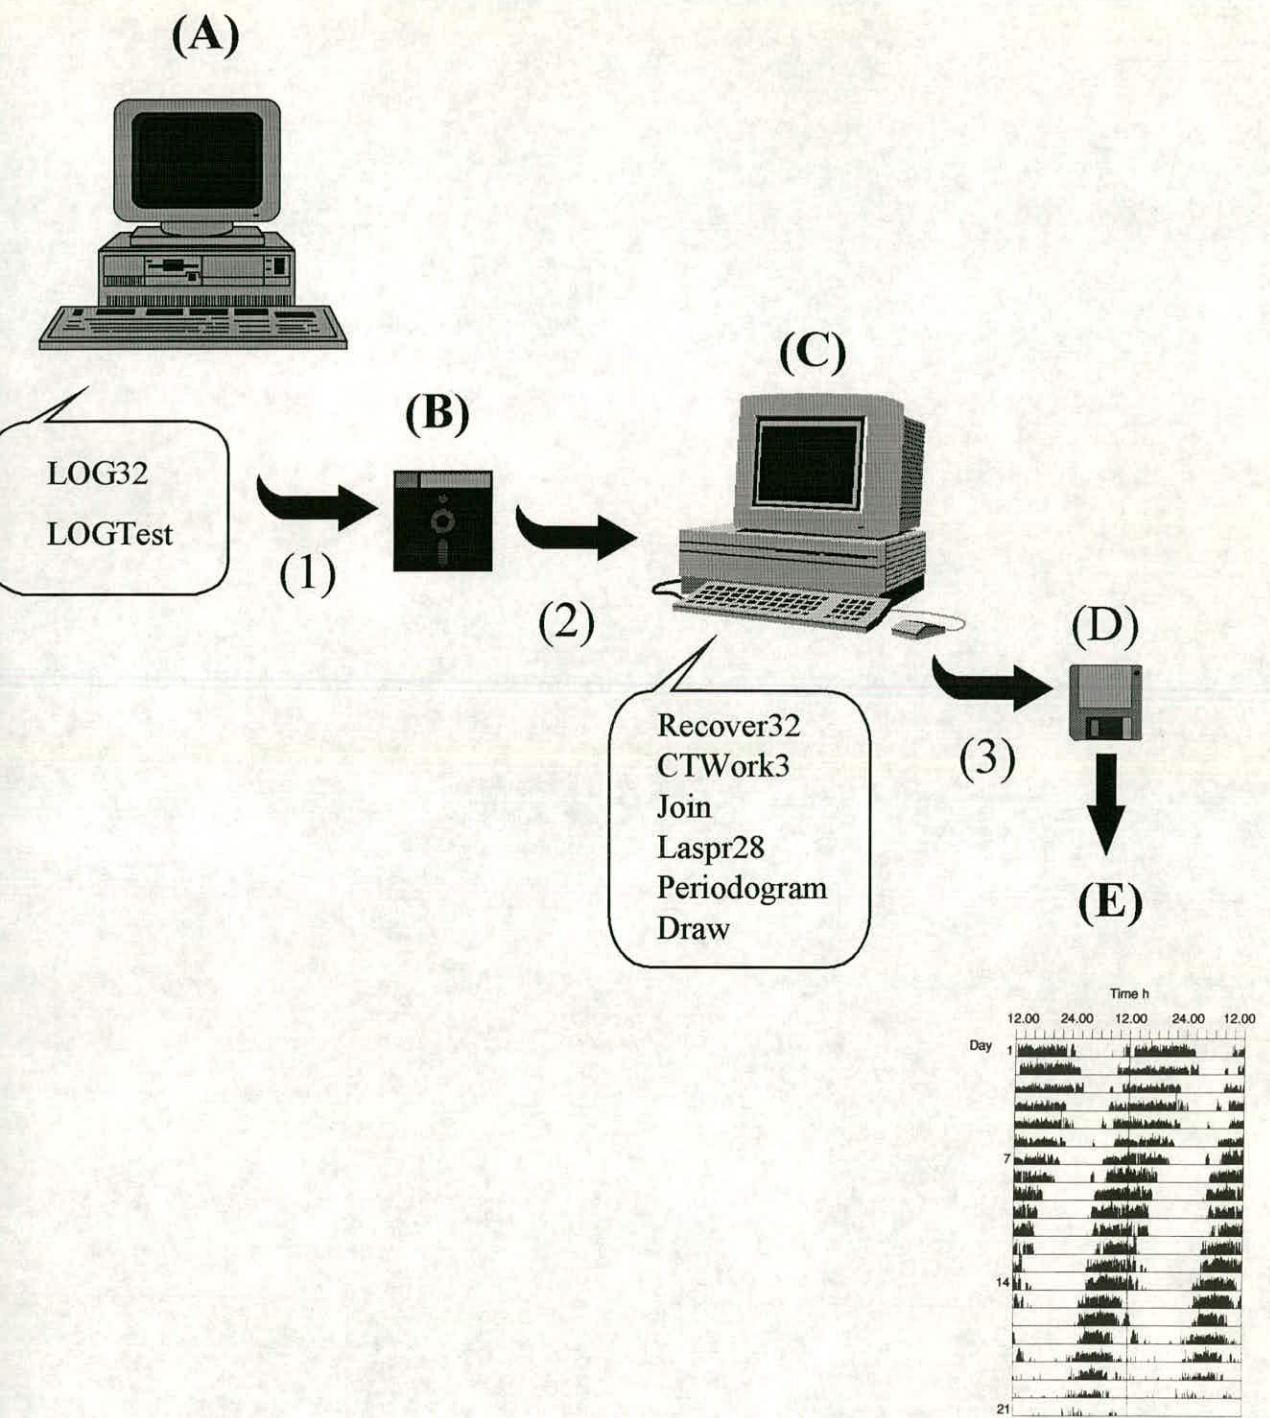 (A)
LOG32
LOGTest
(1)
(B)
(2)
(C)
Recover32
CTWork3
Join
Laspr28
Periodogram
Draw
(3)
(D)
(E)
Time h
12.00 24.00 12.00 24.00 12.00
Day 1
7
14
21